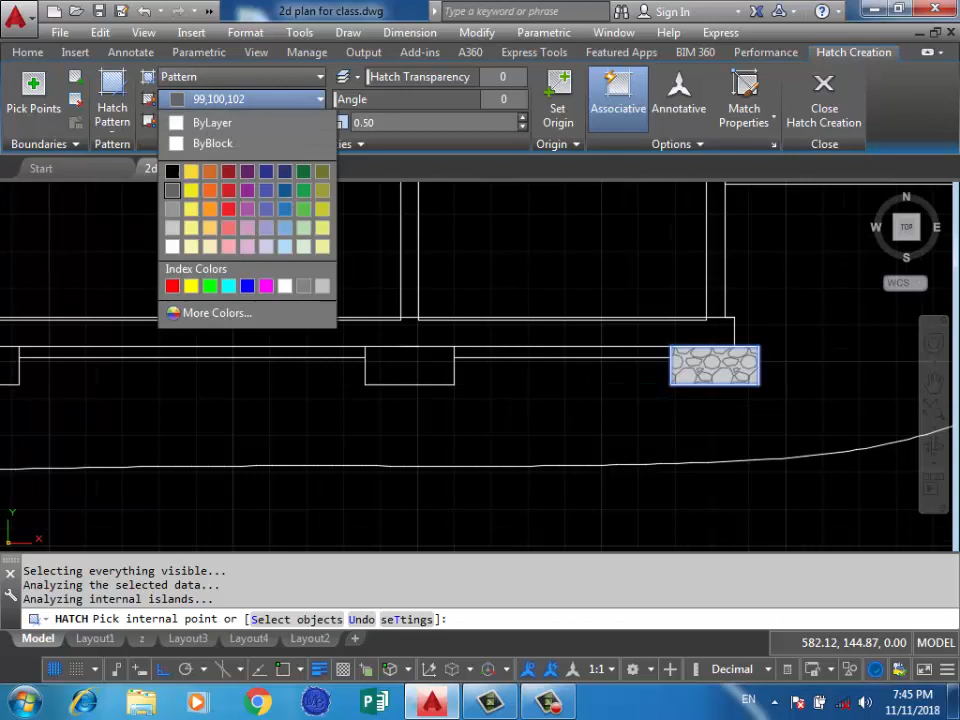 2d plan for class.dwg Type a keyword or phrase Sign In
File Edit View Insert Format Tools Draw Dimension Modify Parametric Window Help Express
Home Insert Annotate Parametric View Manage Output Add-ins A360 Express Tools Featured Apps BIM 360 Performance Hatch Creation
Pattern Hatch Transparency 0
99,100,102 Angle 0
0.50
Pick Points
Hatch
Pattern
Set
Origin
Associative
Annotative
Match
Properties
Close
Hatch Creation
Boundaries Pattern ies Origin Options Close
ByLayer
ByBlock
Start 2d
Index Colors
More Colors...
N
W TOP E
S
WCS
Y
X
Selecting everything visible...
Analyzing the selected data...
Analyzing internal islands...
HATCH Pick internal point or [Select objects Undo seTtings]:
Model Layout1 z Layout3 Layout4 Layout2 +
582.12, 144.87, 0.00 MODEL
1:1 Decimal
EN
7:45 PM
11/11/2018